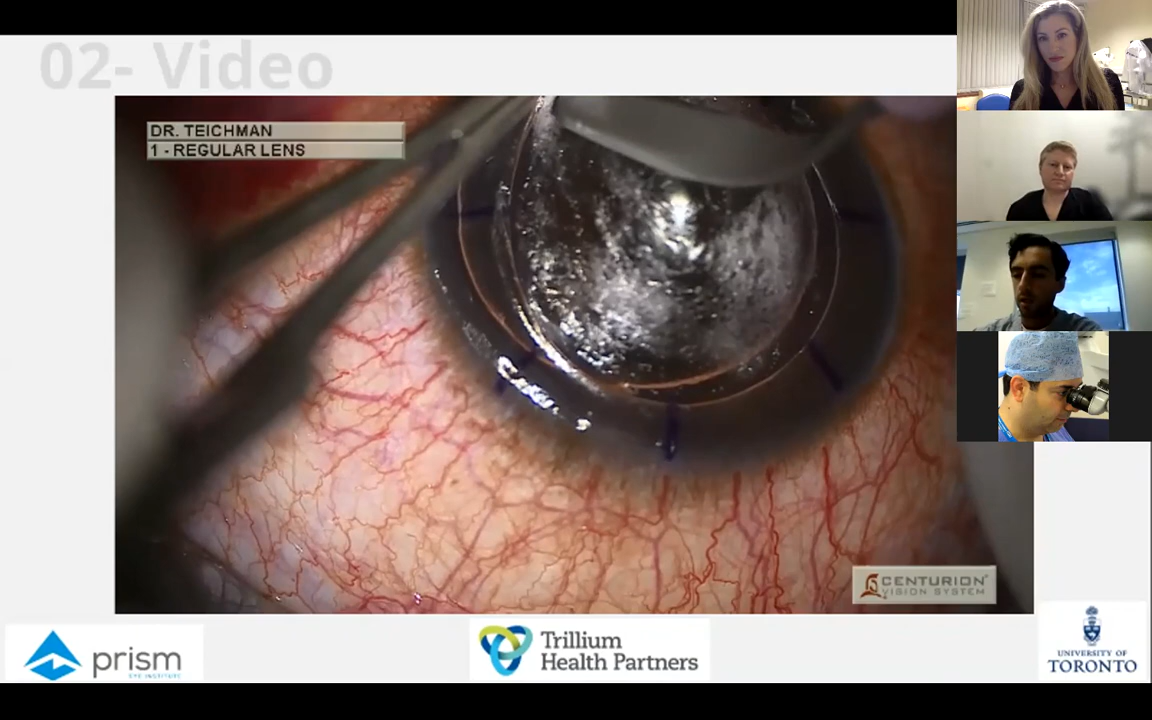 02- Video
DR. TEICHMAN
1 - REGULAR LENS
CENTURION
VISION SYSTEM
prism
EYE INSTITUTE
Trillium
Health Partners
UNIVERSITY OF
TORONTO